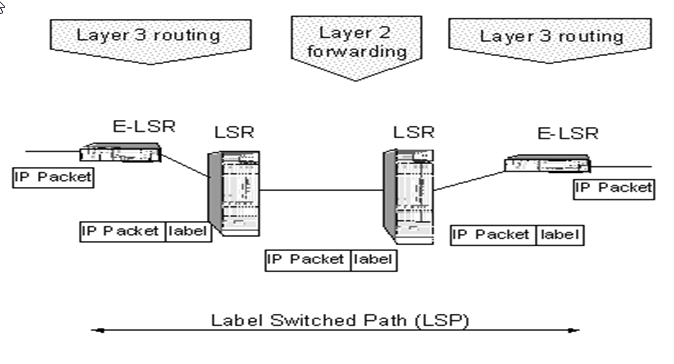 Layer 3 routing
Layer 2
forwarding
Layer 3 routing
E-LSR
LSR
LSR
E-LSR
IP Packet
IP Packet
IP Packet label
IP Packet label
IP Packet label
Label Switched Path (LSP)